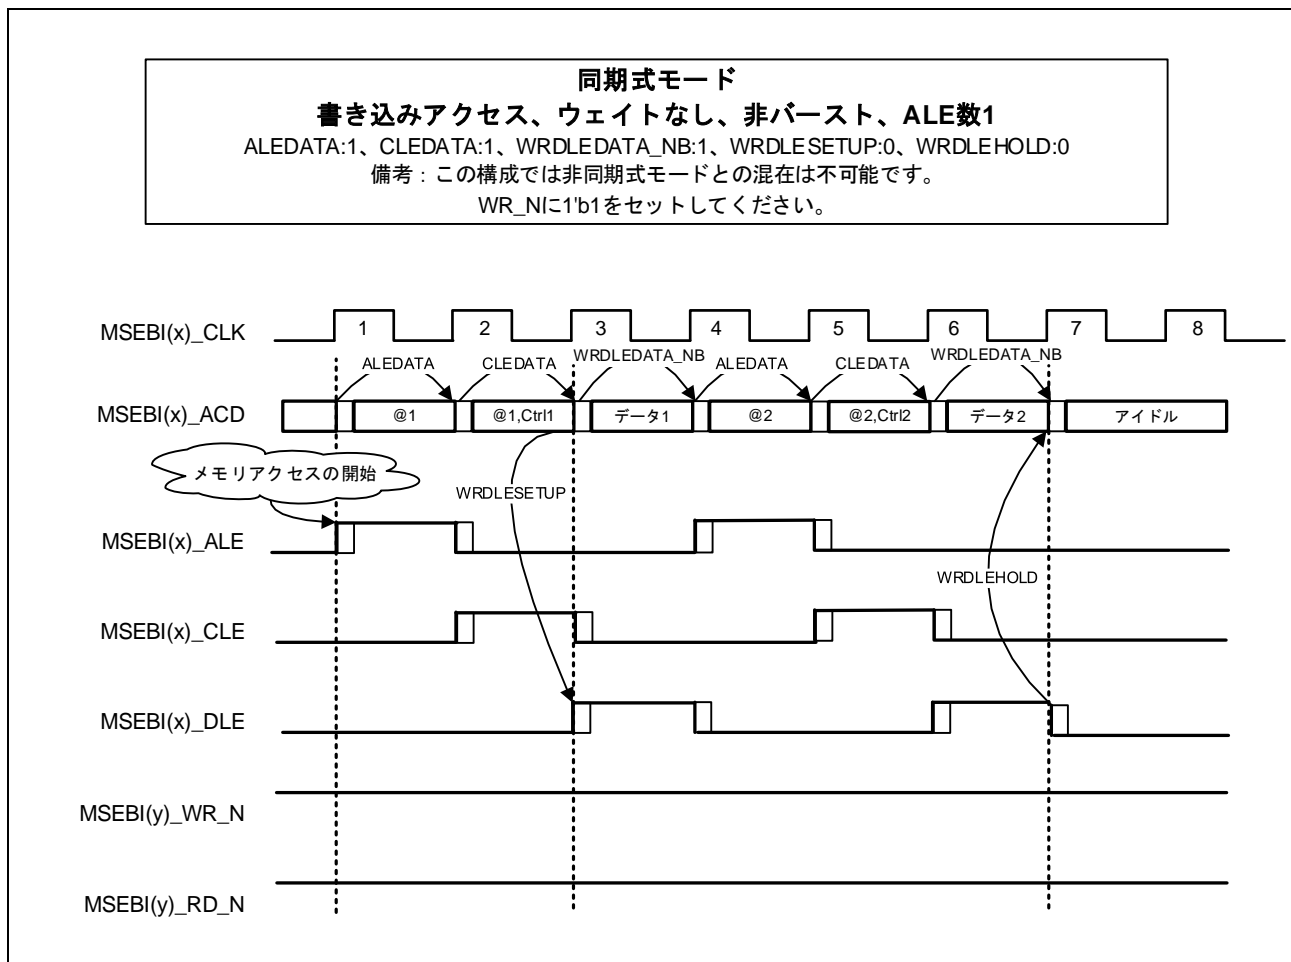 同期式モード
書き込みアクセス、ウェイトなし、非バースト、ALE数1
ALEDATA:1、CLEDATA:1、WRDLEDATA_NB:1、WRDLESETUP:0、WRDLEHOLD:0
備考：この構成では非同期式モードとの混在は不可能です。
WR_Nに1'b1をセットしてください。
MSEBI(x)_CLK 1 2 3 4 5 6 7 8
ALEDATA CLEDATA WRDLEDATA_NB ALEDATA CLEDATA WRDLEDATA_NB
MSEBI(x)_ACD @1 @1,Ctrl1 データ1 @2 @2,Ctrl2 データ2 アイドル
メモリアクセスの開始
WRDLESETUP
MSEBI(x)_ALE
WRDLEHOLD
MSEBI(x)_CLE
MSEBI(x)_DLE
MSEBI(y)_WR_N
MSEBI(y)_RD_N